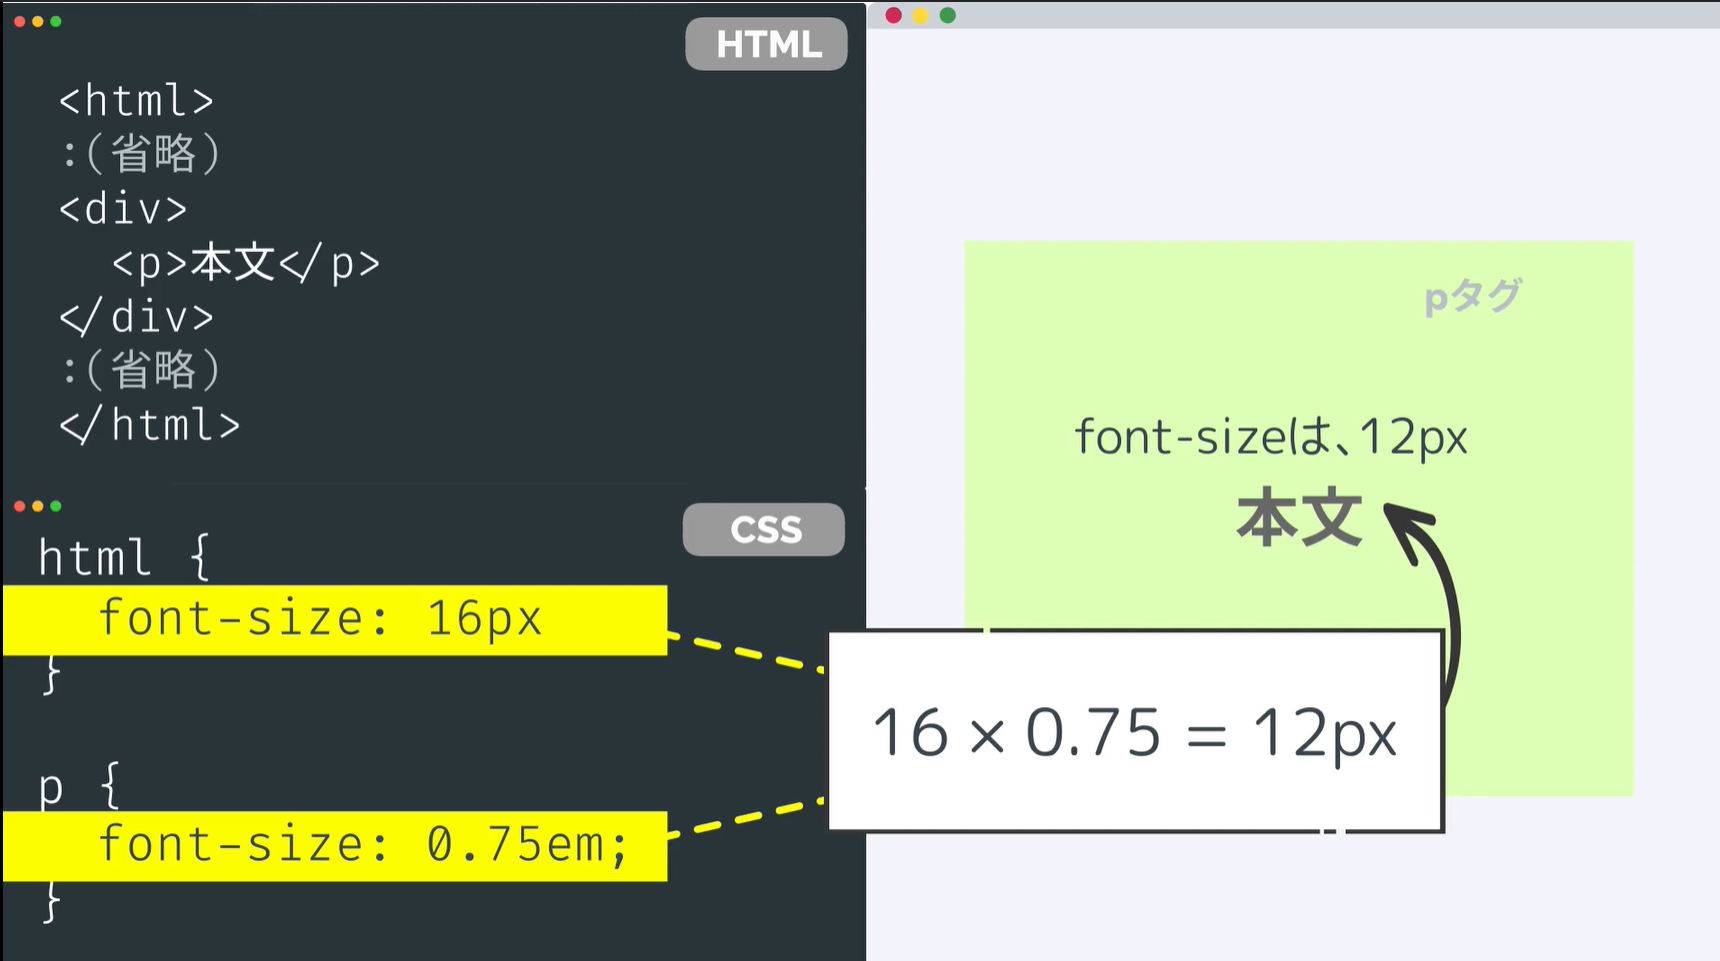 HTML
<html>
:(省略)
<div>
<p>本文</p>
</div>
:(省略)
</html>
CSS
html {
font-size: 16px
}
p {
font-size: 0.75em;
}
pタグ
font-sizeは、12px
本文
16 × 0.75 = 12px